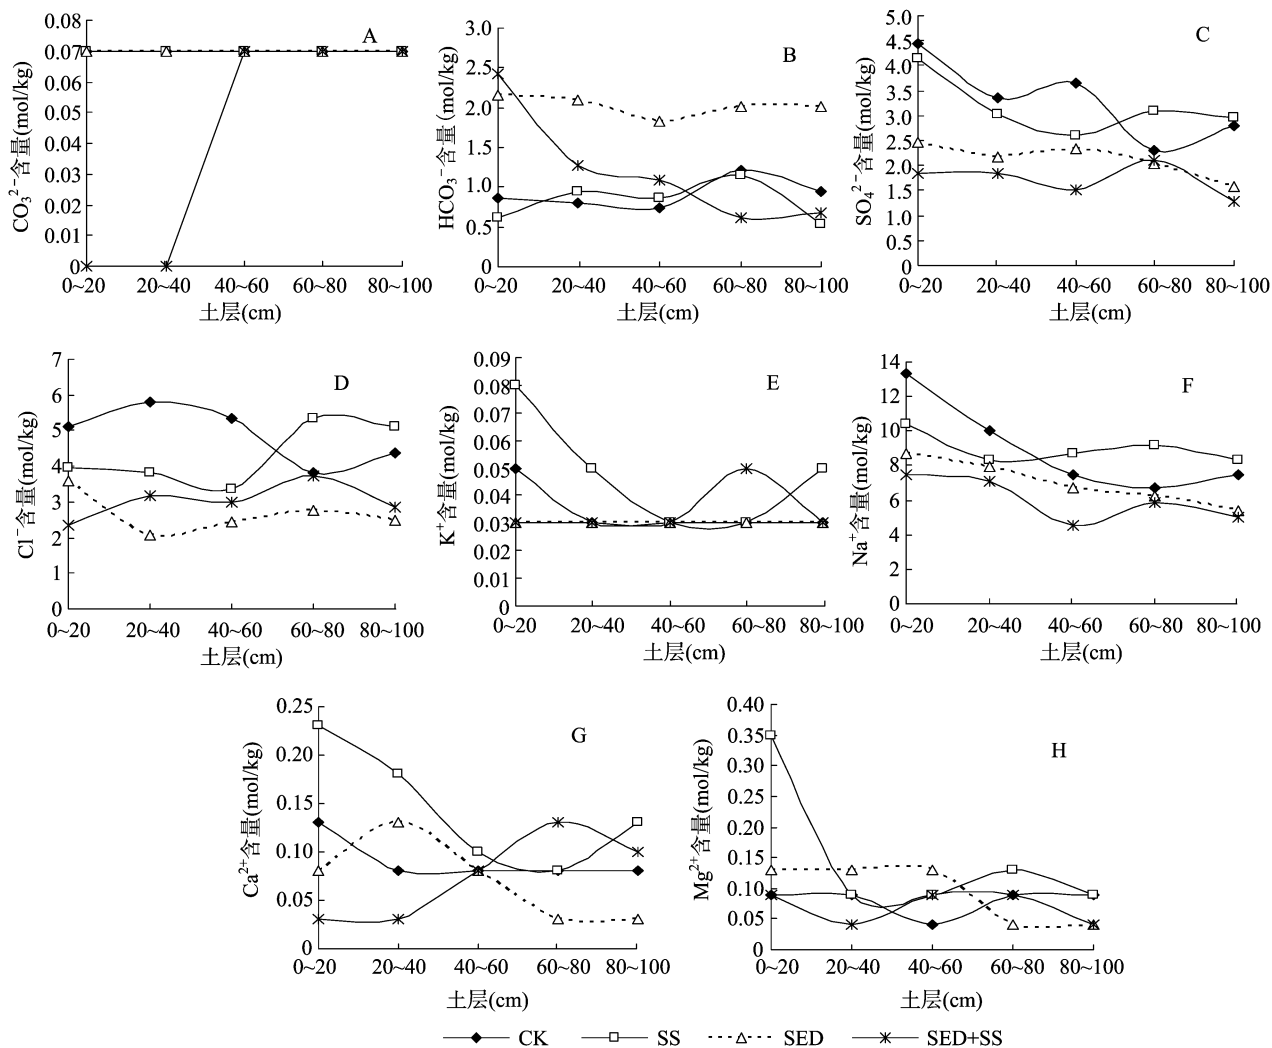 A
CO₃²⁻含量(mol/kg)
0.08
0.07
0.06
0.05
0.04
0.03
0.02
0.01
0
0~20 20~40 40~60 60~80 80~100
土层(cm)
B
HCO₃⁻含量(mol/kg)
3.0
2.5
2.0
1.5
1.0
0.5
0
0~20 20~40 40~60 60~80 80~100
土层(cm)
C
SO₄²⁻含量(mol/kg)
5.0
4.5
4.0
3.5
3.0
2.5
2.0
1.5
1.0
0.5
0
0~20 20~40 40~60 60~80 80~100
土层(cm)
D
Cl⁻含量(mol/kg)
7
6
5
4
3
2
1
0
0~20 20~40 40~60 60~80 80~100
土层(cm)
E
K⁺含量(mol/kg)
0.09
0.08
0.07
0.06
0.05
0.04
0.03
0.02
0.01
0
0~20 20~40 40~60 60~80 80~100
土层(cm)
F
Na⁺含量(mol/kg)
14
12
10
8
6
4
2
0
0~20 20~40 40~60 60~80 80~100
土层(cm)
G
Ca²⁺含量(mol/kg)
0.25
0.20
0.15
0.10
0.05
0
0~20 20~40 40~60 60~80 80~100
土层(cm)
H
Mg²⁺含量(mol/kg)
0.40
0.35
0.30
0.25
0.20
0.15
0.10
0.05
0
0~20 20~40 40~60 60~80 80~100
土层(cm)
CK SS SED SED+SS